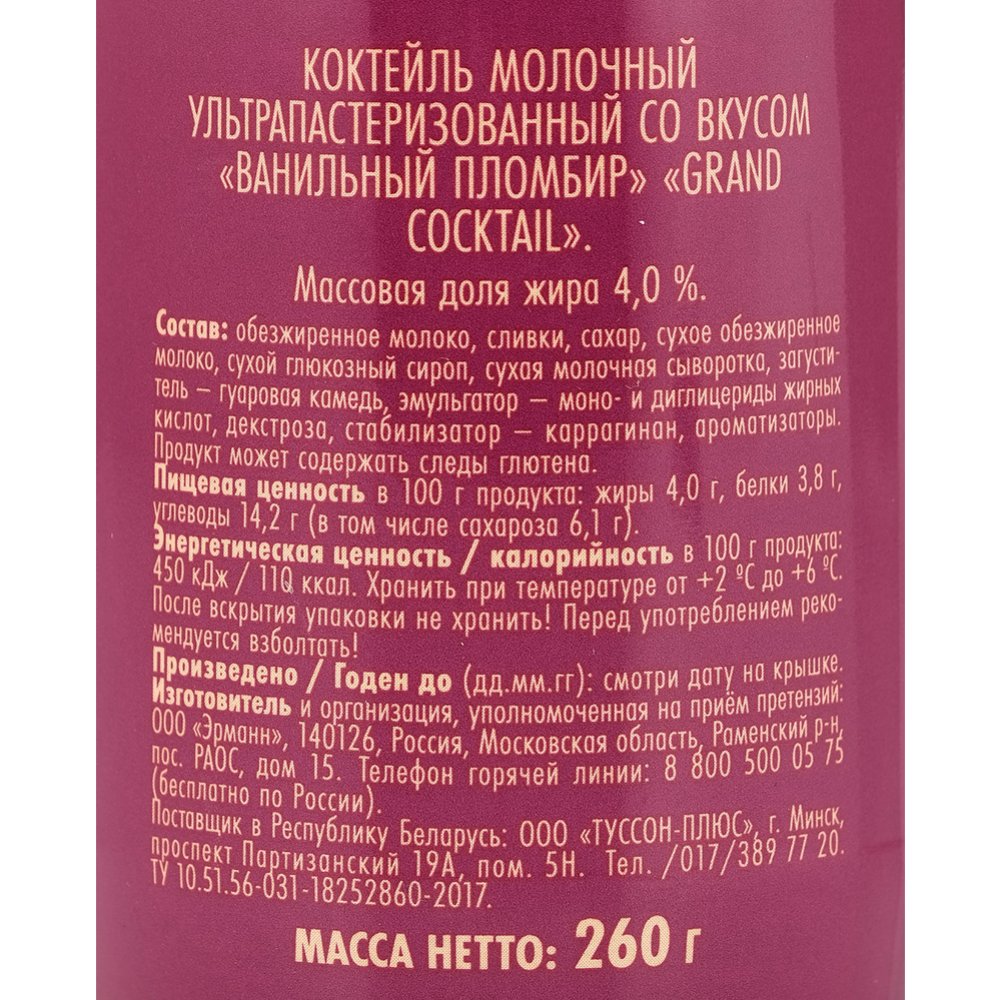 КОКТЕЙЛЬ МОЛОЧНЫЙ
УЛЬТРАПАСТЕРИЗОВАННЫЙ СО ВКУСОМ
«ВАНИЛЬНЫЙ ПЛОМБИР» «GRAND
COCKTAIL».
Массовая доля жира 4,0 %.
Состав: обезжиренное молоко, сливки, сахар, сухое обезжиренное
молоко, сухой глюкозный сироп, сухая молочная сыворотка, загусти-
тель – гуаровая камедь, эмульгатор – моно- и диглицериды жирных
кислот, декстроза, стабилизатор – каррагинан, ароматизаторы.
Продукт может содержать следы глютена.
Пищевая ценность в 100 г продукта: жиры 4,0 г, белки 3,8 г,
углеводы 14,2 г (в том числе сахароза 6,1 г).
Энергетическая ценность / калорийность в 100 г продукта:
450 кДж / 110 ккал. Хранить при температуре от +2 ºС до +6 ºС.
После вскрытия упаковки не хранить! Перед употреблением реко-
мендуется взболтать!
Произведено / Годен до (дд.мм.гг): смотри дату на крышке.
Изготовитель и организация, уполномоченная на приём претензий:
ООО «Эрманн», 140126, Россия, Московская область, Раменский р-н,
пос. РАОС, дом 15. Телефон горячей линии: 8 800 500 05 75
(бесплатно по России).
Поставщик в Республику Беларусь: ООО «ТУССОН-ПЛЮС», г. Минск,
проспект Партизанский 19А, пом. 5Н. Тел. /017/389 77 20.
ТУ 10.51.56-031-18252860-2017.
МАССА НЕТТО: 260 г